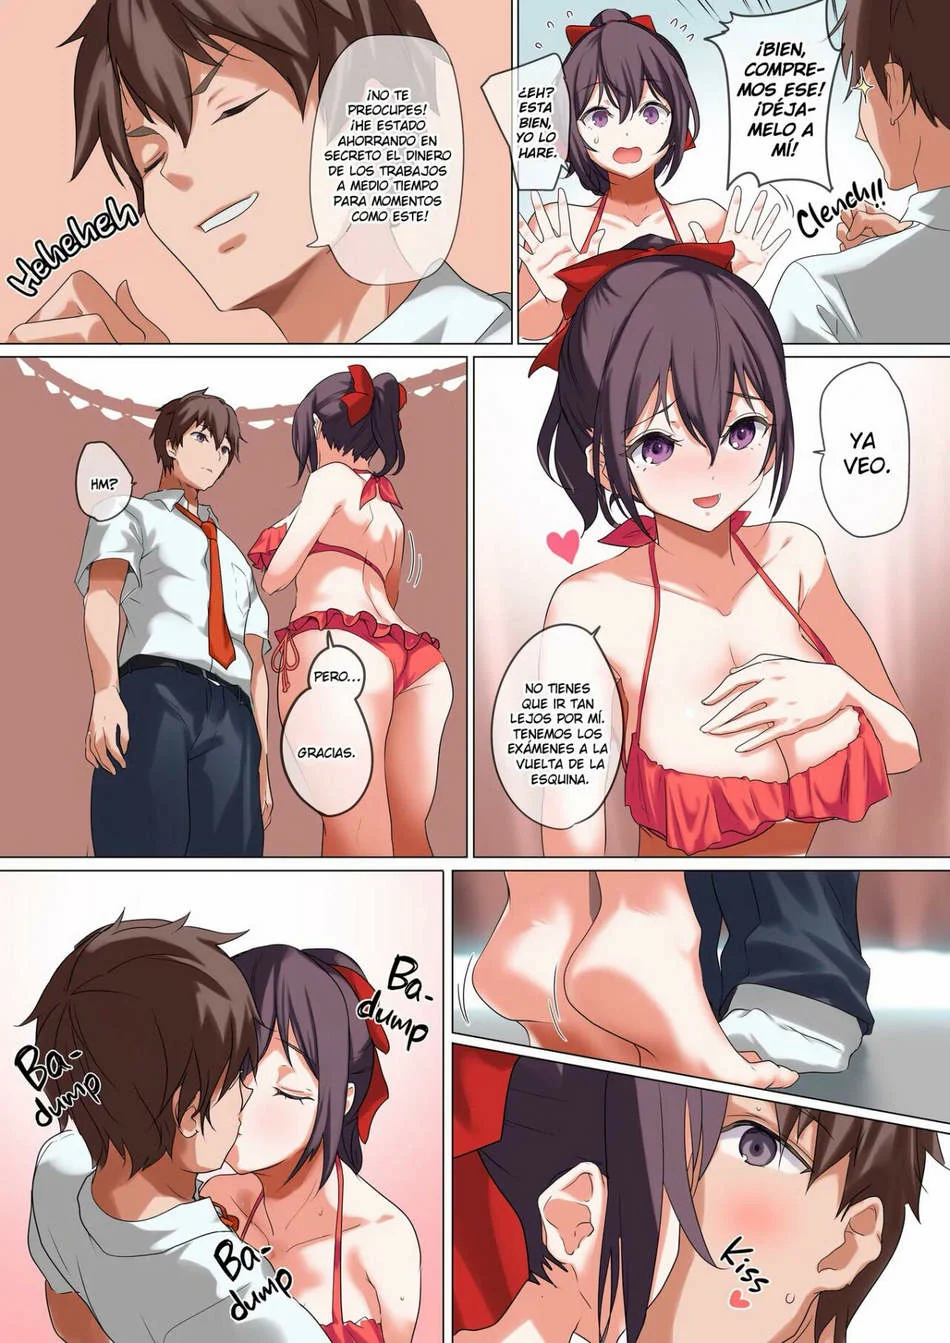 ¡BIEN,
COMPRE-
MOS ESE!
¡DÉJA-
MELO A
MÍ!
Clench!!
¿EH?
ESTA
BIEN,
YO LO
HARE.
¡NO TE
PREOCUPES!
¡HE ESTADO
AHORRANDO EN
SECRETO EL DINERO
DE LOS TRABAJOS
A MEDIO TIEMPO
PARA MOMENTOS
COMO ESTE!
Heheheh
YA
VEO.
NO TIENES
QUE IR TAN
LEJOS POR MÍ.
TENEMOS LOS
EXÁMENES A LA
VUELTA DE LA
ESQUINA.
HM?
PERO...
GRACIAS.
Kiss
Ba-
dump
Ba-
dump
Ba-
dump